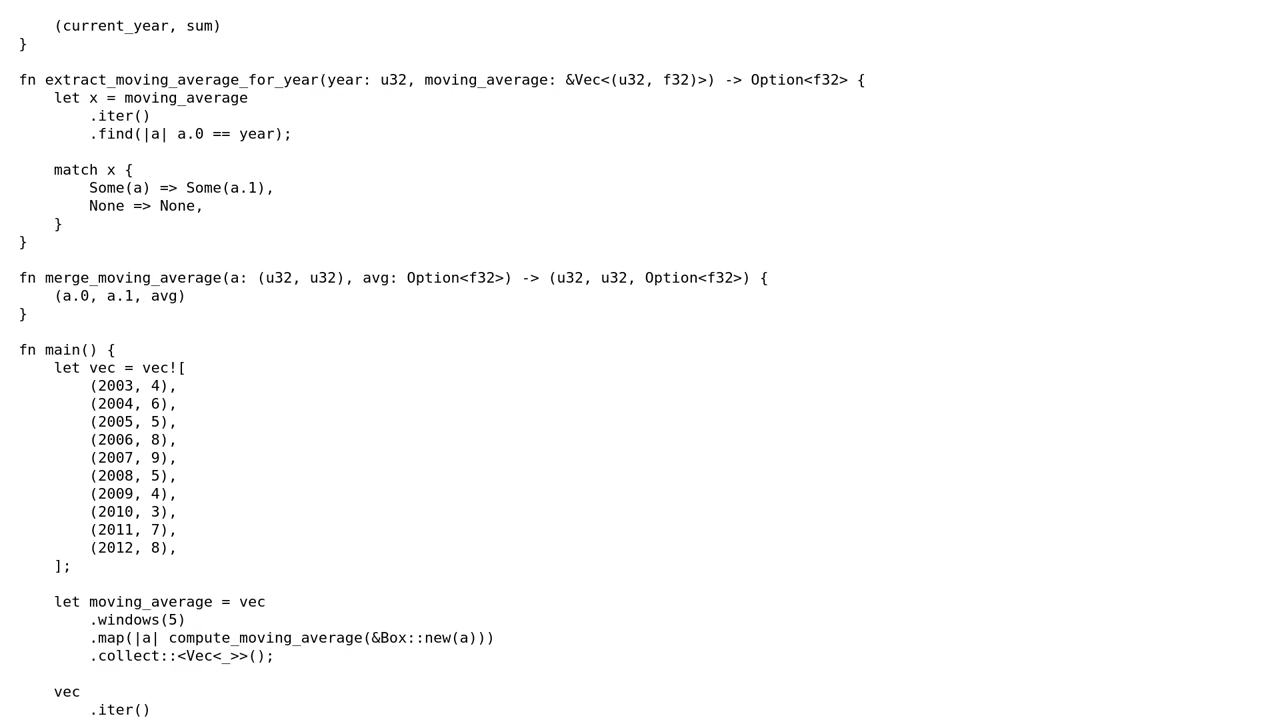 (current_year, sum)
}

fn extract_moving_average_for_year(year: u32, moving_average: &Vec<(u32, f32)>) -> Option<f32> {
    let x = moving_average
        .iter()
        .find(|a| a.0 == year);

    match x {
        Some(a) => Some(a.1),
        None => None,
    }
}

fn merge_moving_average(a: (u32, u32), avg: Option<f32>) -> (u32, u32, Option<f32>) {
    (a.0, a.1, avg)
}

fn main() {
    let vec = vec![
        (2003, 4),
        (2004, 6),
        (2005, 5),
        (2006, 8),
        (2007, 9),
        (2008, 5),
        (2009, 4),
        (2010, 3),
        (2011, 7),
        (2012, 8),
    ];

    let moving_average = vec
        .windows(5)
        .map(|a| compute_moving_average(&Box::new(a)))
        .collect::<Vec<_>>();

    vec
        .iter()